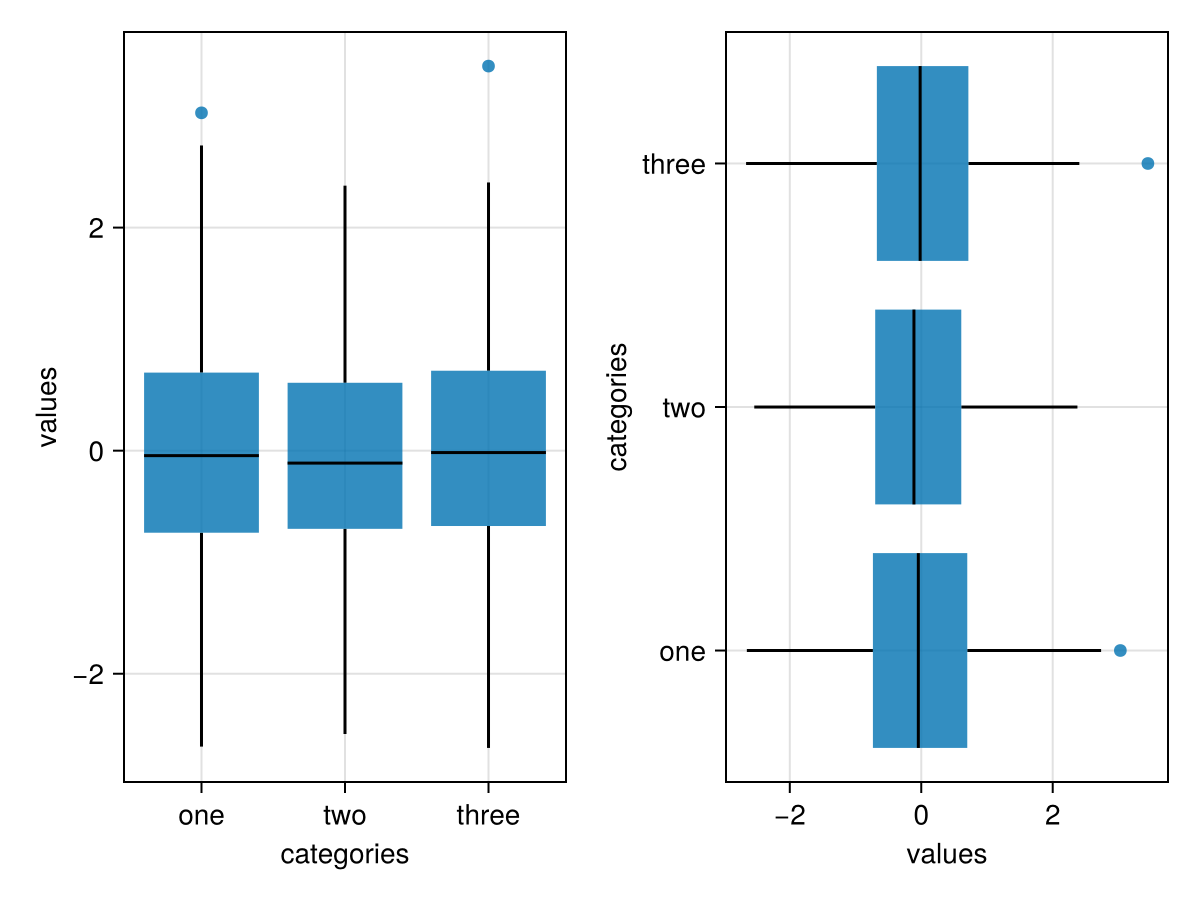 values
2
0
−2
one two three
categories
categories
three
two
one
−2 0 2
values